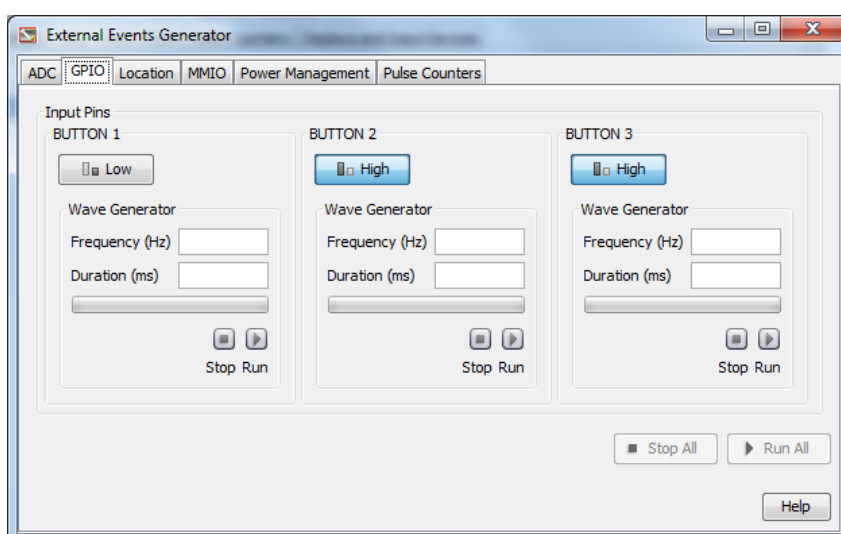 External Events Generator
ADC GPIO Location MMIO Power Management Pulse Counters
Input Pins
BUTTON 1 BUTTON 2 BUTTON 3
Low High High
Wave Generator Wave Generator Wave Generator
Frequency (Hz) Frequency (Hz) Frequency (Hz)
Duration (ms) Duration (ms) Duration (ms)
Stop Run Stop Run Stop Run
Stop All Run All
Help